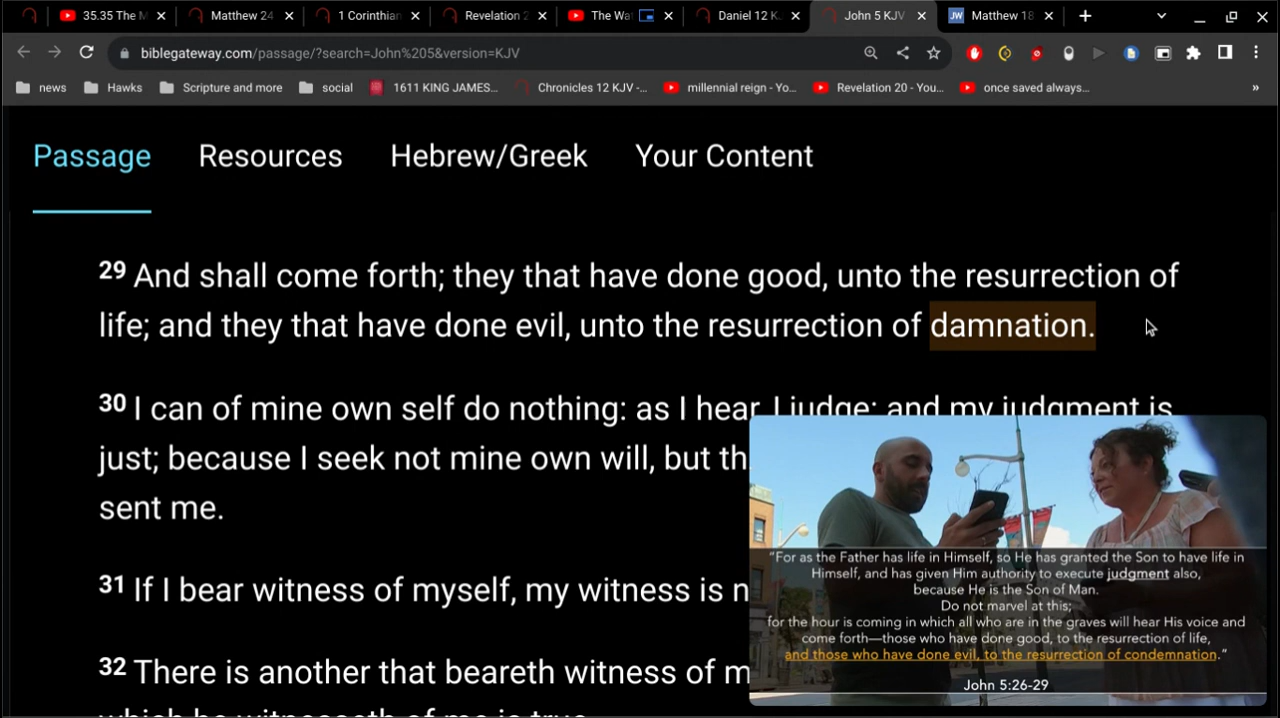 35.35 The M
Matthew 24
1 Corinthian
Revelation 2
The Wa
Daniel 12 K
John 5 KJV
JW Matthew 18
biblegateway.com/passage/?search=John%205&version=KJV
news
Hawks
Scripture and more
social
1611 KING JAMES...
Chronicles 12 KJV -...
millennial reign - Yo...
Revelation 20 - You...
once saved always...
»
Passage
Resources
Hebrew/Greek
Your Content
29 And shall come forth; they that have done good, unto the resurrection of
life; and they that have done evil, unto the resurrection of damnation.
30 I can of mine own self do nothing: as I hear, I judge: and my judgment is
just; because I seek not mine own will, but th
sent me.
31 If I bear witness of myself, my witness is n
32 There is another that beareth witness of m
which he witnesseth of me is true.
"For as the Father has life in Himself, so He has granted the Son to have life in
Himself, and has given Him authority to execute judgment also,
because He is the Son of Man.
Do not marvel at this;
for the hour is coming in which all who are in the graves will hear His voice and
come forth—those who have done good, to the resurrection of life,
and those who have done evil, to the resurrection of condemnation."
John 5:26-29